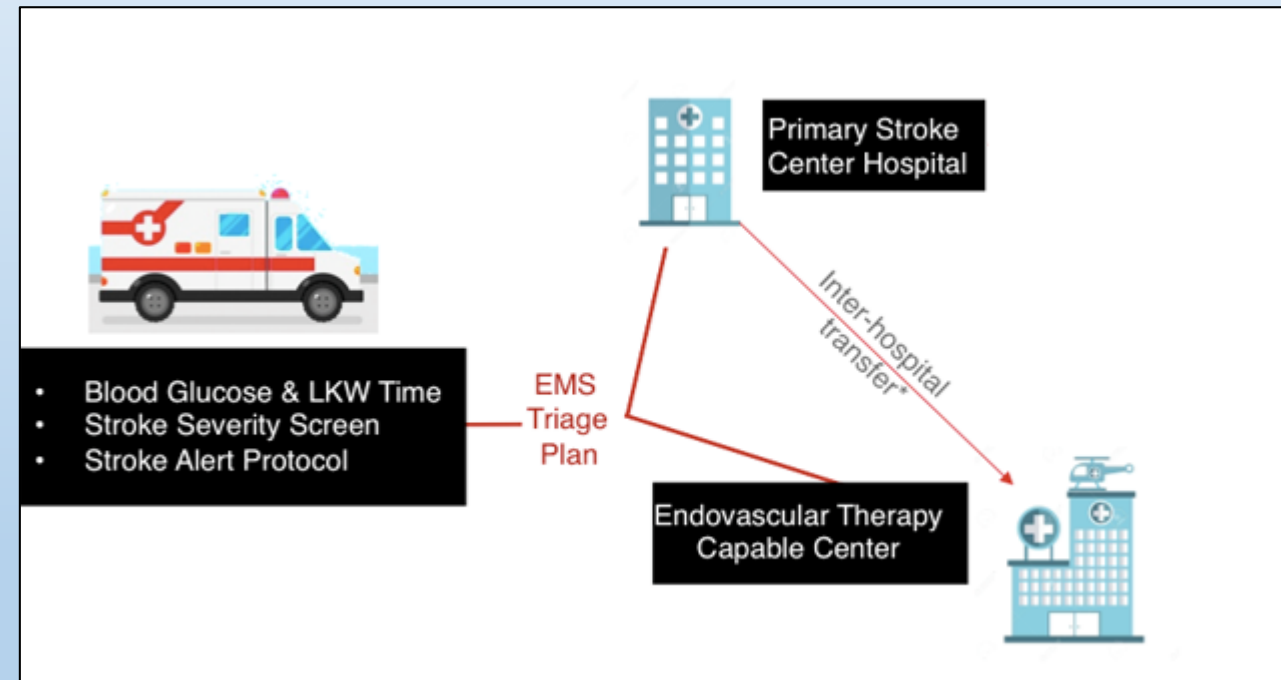 Primary Stroke
Center Hospital
• Blood Glucose & LKW Time
• Stroke Severity Screen
• Stroke Alert Protocol
EMS
Triage
Plan
Inter-hospital
transfer*
Endovascular Therapy
Capable Center